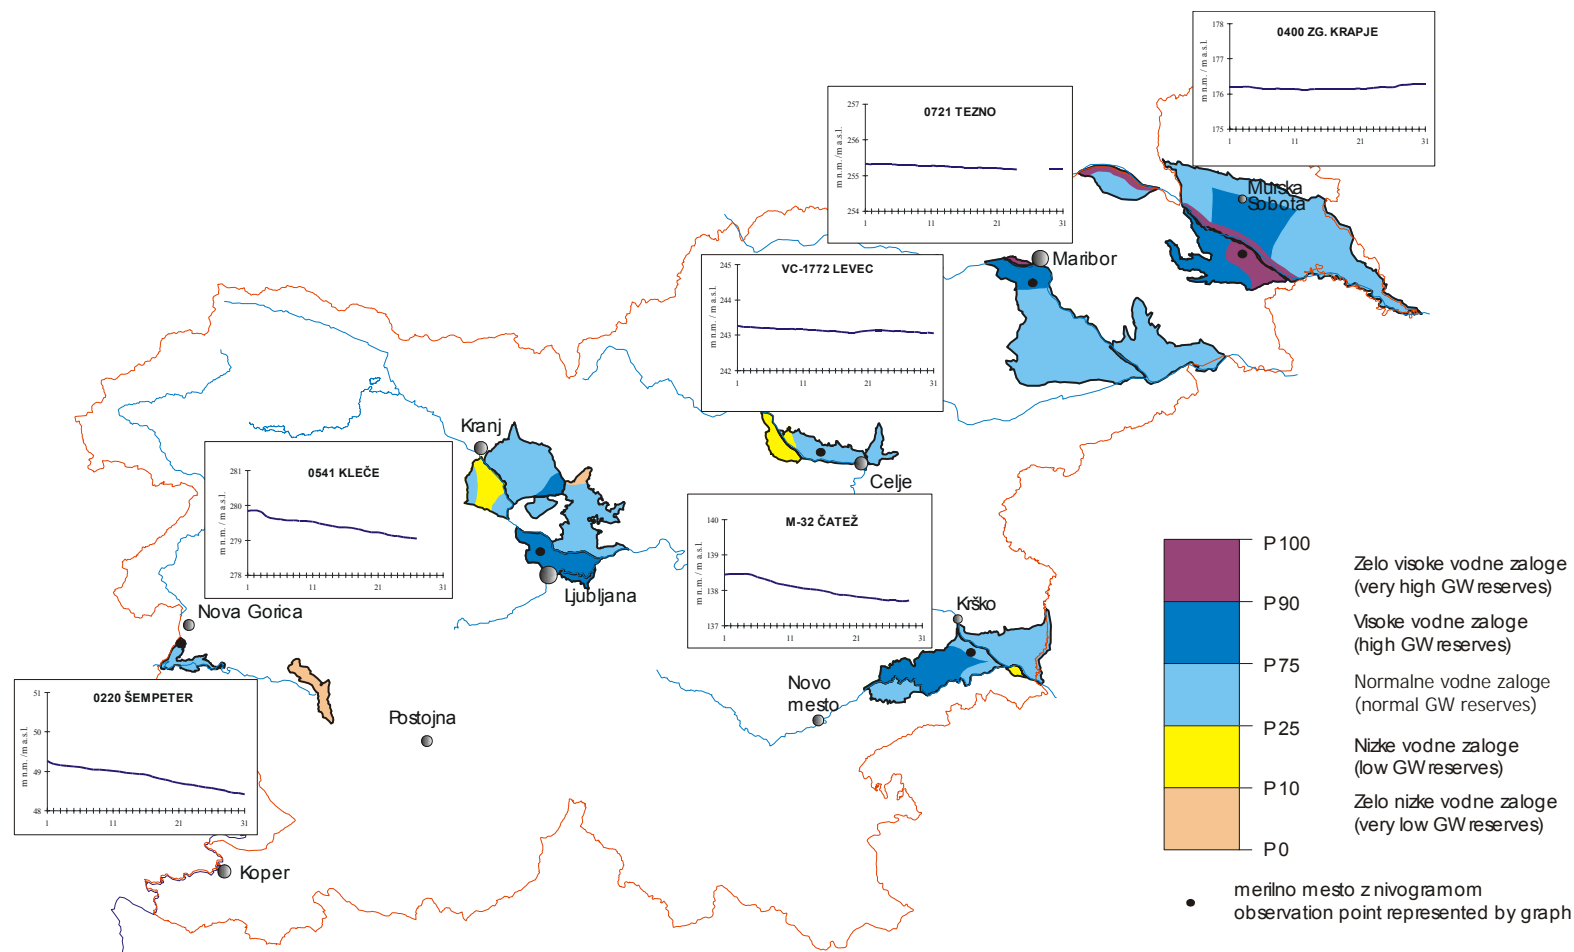 0400 ZG. KRAPJE
m n.m. / m a.s.l.
178
177
176
175
1 11 21 31
0721 TEZNO
m n.m. /m a.s.l.
257
256
255
254
1 11 21 31
Murska
Sobota
Maribor
VC-1772 LEVEC
m n.m. / m a.s.l.
245
244
243
242
1 11 21 31
Kranj
Celje
0541 KLEČE
m n.m. / m a.s.l.
281
280
279
278
1 11 21 31
M-32 ČATEŽ
m n.m. / m a.s.l.
140
139
138
137
1 11 21 31
Ljubljana
Nova Gorica
Krško
Novo
mesto
Postojna
0220 ŠEMPETER
m n.m. /m a.s.l.
51
50
49
48
1 11 21 31
Koper
P 100
Zelo visoke vodne zaloge
(very high GW reserves)
P 90
Visoke vodne zaloge
(high GW reserves)
P 75
Normalne vodne zaloge
(normal GW reserves)
P 25
Nizke vodne zaloge
(low GW reserves)
P 10
Zelo nizke vodne zaloge
(very low GW reserves)
P 0
merilno mesto z nivogramom
observation point represented by graph